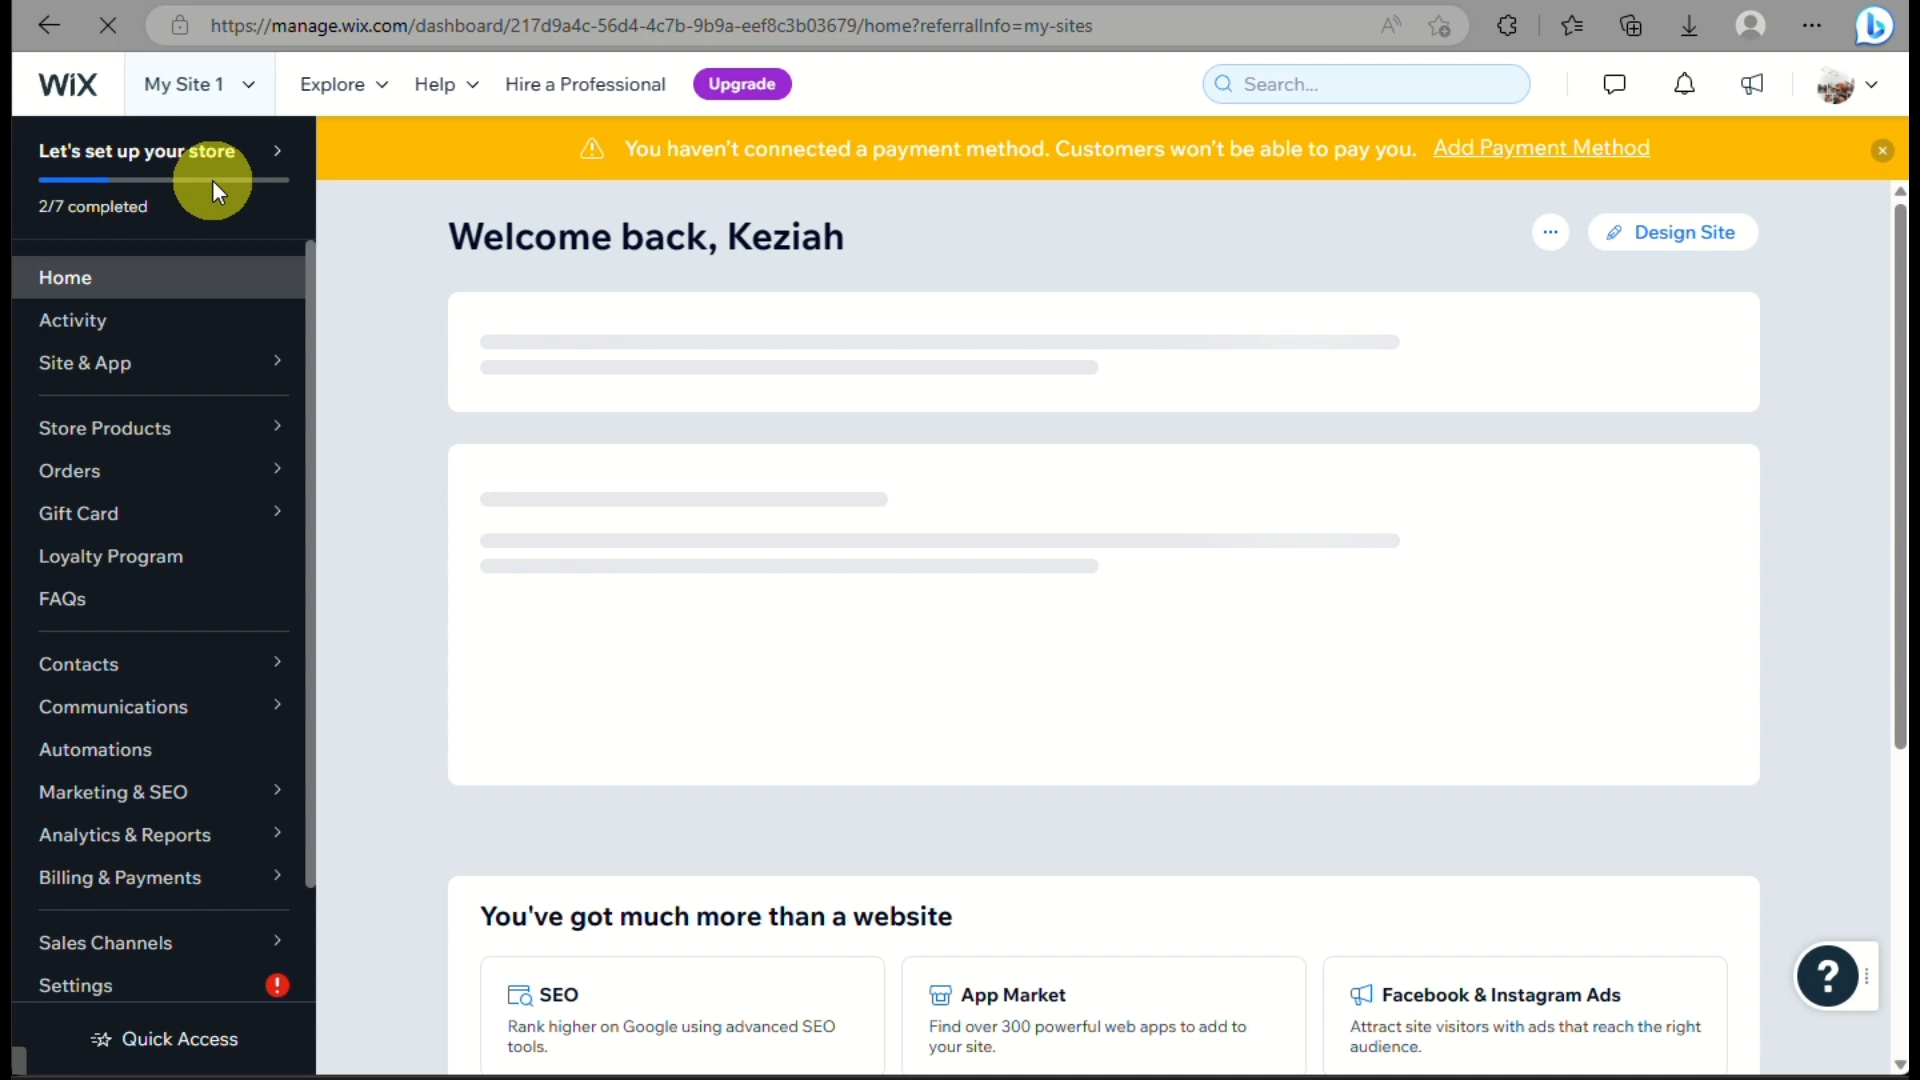 https://manage.wix.com/dashboard/217d9a4c-56d4-4c7b-9b9a-eef8c3b03679/home?referralInfo=my-sites
WiX
My Site 1
Explore
Help
Hire a Professional
Upgrade
Search...
Let's set up your store
2/7 completed
You haven't connected a payment method. Customers won't be able to pay you. Add Payment Method
Welcome back, Keziah
Design Site
Home
Activity
Site & App
Store Products
Orders
Gift Card
Loyalty Program
FAQs
Contacts
Communications
Automations
Marketing & SEO
Analytics & Reports
Billing & Payments
Sales Channels
Settings
Quick Access
You've got much more than a website
SEO
Rank higher on Google using advanced SEO
tools.
App Market
Find over 300 powerful web apps to add to
your site.
Facebook & Instagram Ads
Attract site visitors with ads that reach the right
audience.